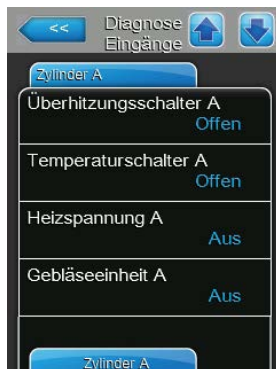 <<
Diagnose
Eingänge
Zylinder A
Überhitzungsschalter A
Offen
Temperaturschalter A
Offen
Heizspannung A
Aus
Gebläseeinheit A
Aus
Zylinder A